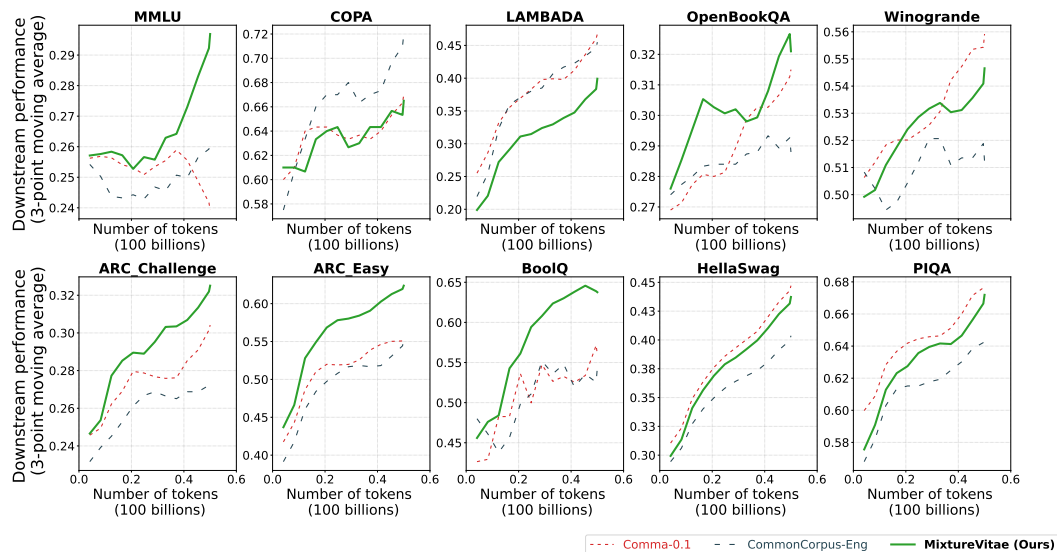 MMLU COPA LAMBADA OpenBookQA Winogrande
Downstream performance
(3-point moving average)
0.29
0.28
0.27
0.26
0.25
0.24
0.72
0.70
0.68
0.66
0.64
0.62
0.60
0.58
0.45
0.40
0.35
0.30
0.25
0.20
0.32
0.31
0.30
0.29
0.28
0.27
0.56
0.55
0.54
0.53
0.52
0.51
0.50
Number of tokens
(100 billions)
Number of tokens
(100 billions)
Number of tokens
(100 billions)
Number of tokens
(100 billions)
Number of tokens
(100 billions)
ARC_Challenge ARC_Easy BoolQ HellaSwag PIQA
Downstream performance
(3-point moving average)
0.32
0.30
0.28
0.26
0.24
0.60
0.55
0.50
0.45
0.40
0.65
0.60
0.55
0.50
0.45
0.45
0.42
0.40
0.38
0.35
0.33
0.30
0.68
0.66
0.64
0.62
0.60
0.58
0.0 0.2 0.4 0.6
0.0 0.2 0.4 0.6
0.0 0.2 0.4 0.6
0.0 0.2 0.4 0.6
0.0 0.2 0.4 0.6
Number of tokens
(100 billions)
Number of tokens
(100 billions)
Number of tokens
(100 billions)
Number of tokens
(100 billions)
Number of tokens
(100 billions)
Comma-0.1 CommonCorpus-Eng MixtureVitae (Ours)